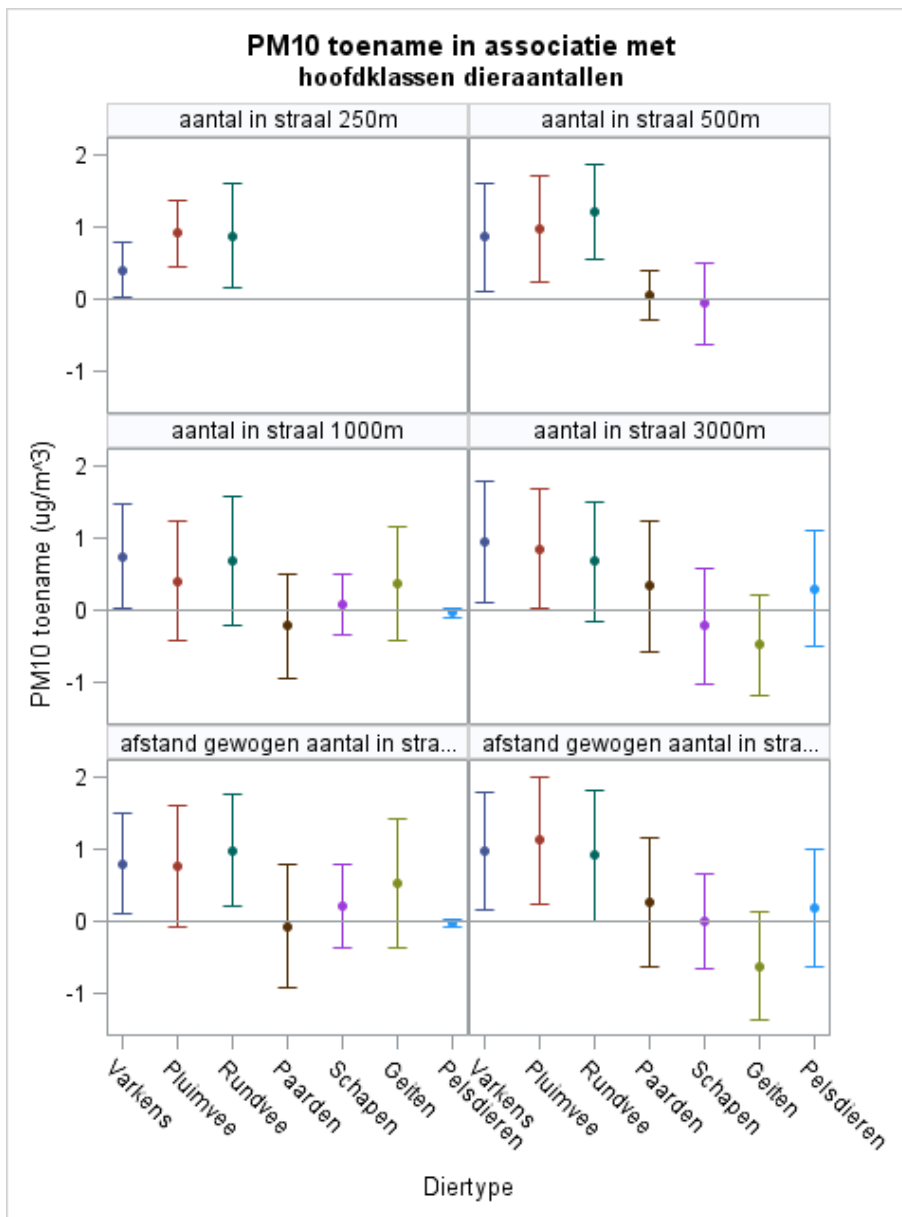 PM10 toename in associatie met
hoofdklassen dieraantallen
aantal in straal 250m
aantal in straal 500m
2
1
0
-1
aantal in straal 1000m
aantal in straal 3000m
2
1
0
-1
afstand gewogen aantal in stra...
afstand gewogen aantal in stra...
2
1
0
-1
PM10 toename (ug/m^3)
Varkens
Pluimvee
Rundvee
Paarden
Schapen
Geiten
Pelsdieren
Varkens
Pluimvee
Rundvee
Paarden
Schapen
Geiten
Pelsdieren
Diertype